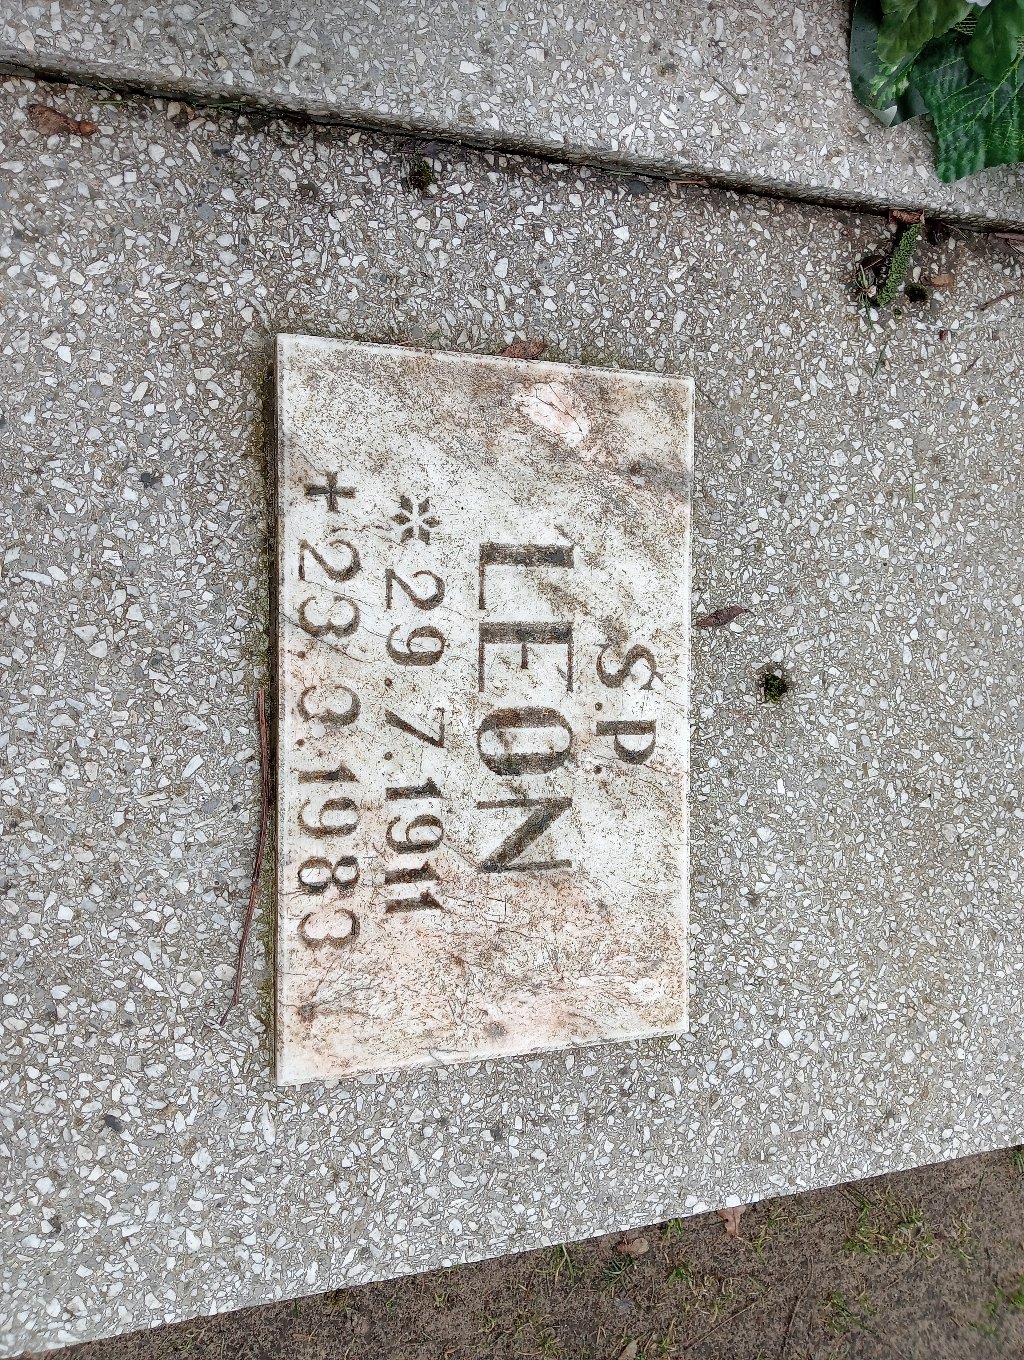 S.P.
LEON
* 29.7.1911
+ 23.3.1983